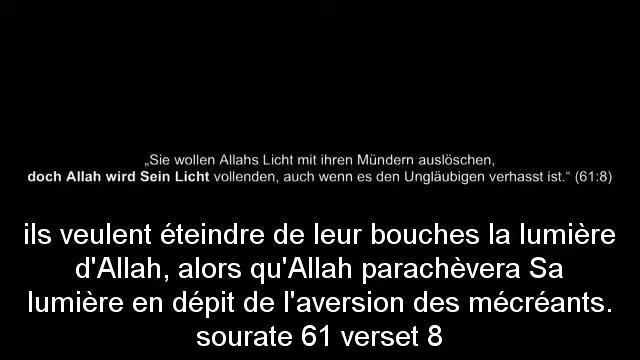 „Sie wollen Allahs Licht mit ihren Mündern auslöschen,
doch Allah wird Sein Licht vollenden, auch wenn es den Ungläubigen verhasst ist.“ (61:8)
ils veulent éteindre de leur bouches la lumière
d'Allah, alors qu'Allah parachèvera Sa
lumière en dépit de l'aversion des mécréants.
sourate 61 verset 8